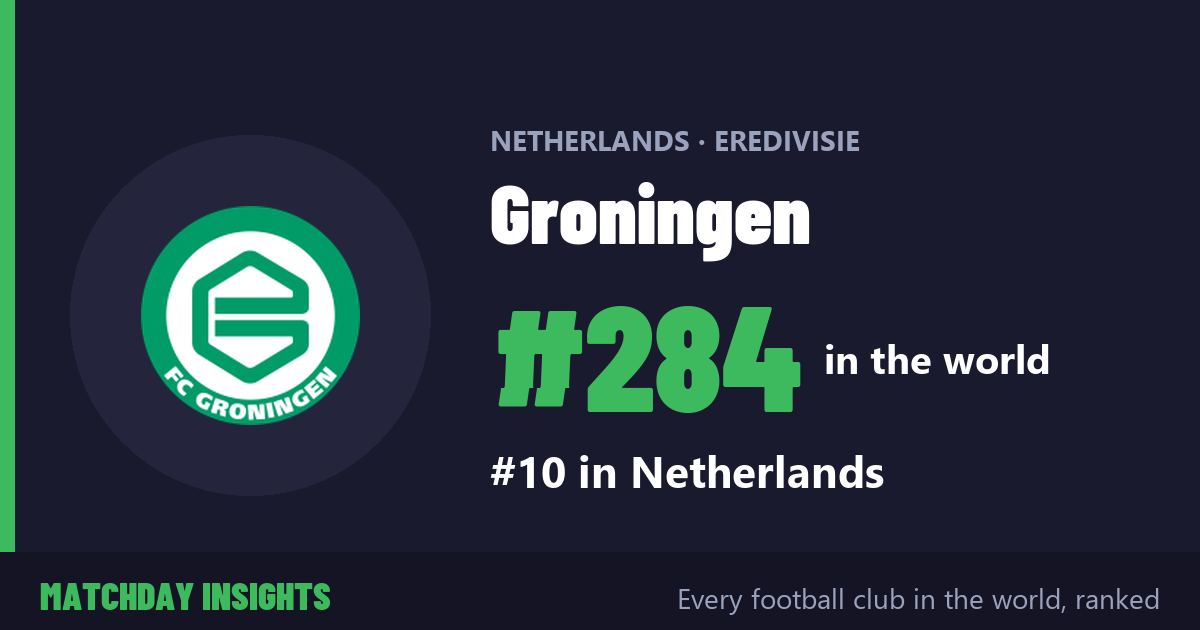 NETHERLANDS · EREDIVISIE
Groningen
#284 in the world
#10 in Netherlands
FC GRONINGEN
MATCHDAY INSIGHTS
Every football club in the world, ranked